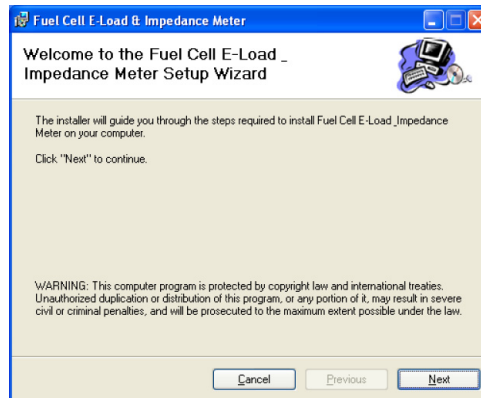 Fuel Cell E-Load & Impedance Meter
Welcome to the Fuel Cell E-Load _
Impedance Meter Setup Wizard
The installer will guide you through the steps required to install Fuel Cell E-Load _Impedance
Meter on your computer.
Click "Next" to continue.
WARNING: This computer program is protected by copyright law and international treaties.
Unauthorized duplication or distribution of this program, or any portion of it, may result in severe
civil or criminal penalties, and will be prosecuted to the maximum extent possible under the law.
Cancel Previous Next